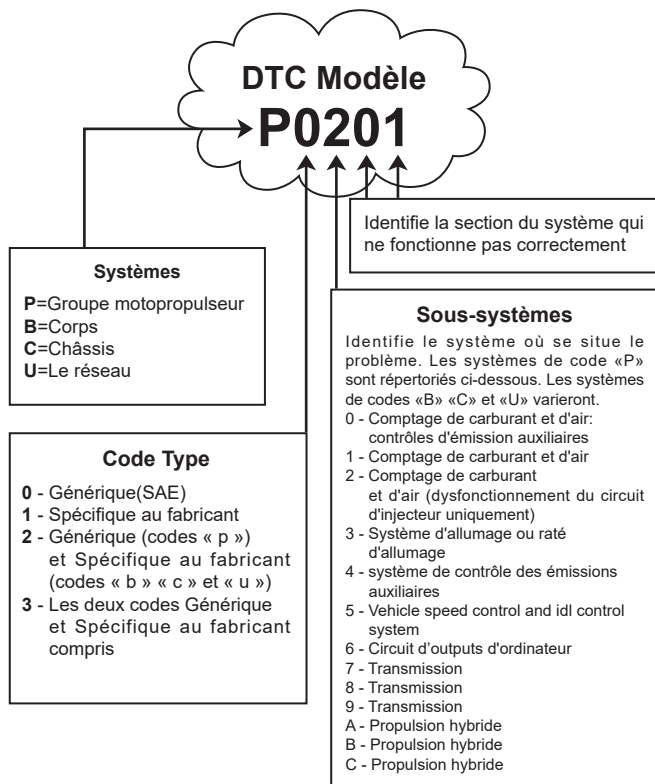 DTC Modèle
P0201
Identifie la section du système qui
ne fonctionne pas correctement
Systèmes
P=Groupe motopropulseur
B=Corps
C=Châssis
U=Le réseau
Code Type
0 - Générique(SAE)
1 - Spécifique au fabricant
2 - Générique (codes « p »)
et Spécifique au fabricant
(codes « b » « c » et « u »)
3 - Les deux codes Générique
et Spécifique au fabricant
compris
Sous-systèmes
Identifie le système où se situe le
problème. Les systèmes de code «P»
sont répertoriés ci-dessous. Les systèmes
de codes «B» «C» et «U» varieront.
0 - Comptage de carburant et d'air:
contrôles d'émission auxiliaires
1 - Comptage de carburant et d'air
2 - Comptage de carburant
et d'air (dysfonctionnement du circuit
d'injecteur uniquement)
3 - Système d'allumage ou raté
d'allumage
4 - système de contrôle des émissions
auxiliaires
5 - Vehicle speed control and idl control
system
6 - Circuit d’outputs d'ordinateur
7 - Transmission
8 - Transmission
9 - Transmission
A - Propulsion hybride
B - Propulsion hybride
C - Propulsion hybride